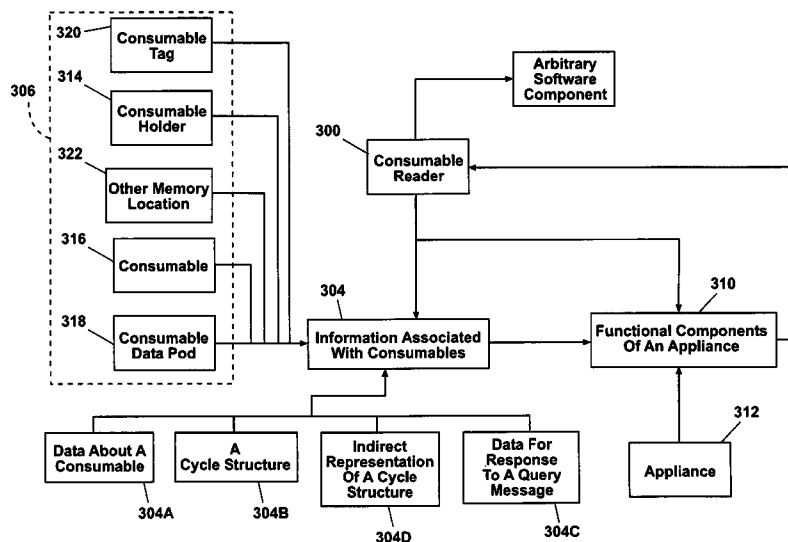 320
Consumable
Tag
306
314
Consumable
Holder
322
Other Memory
Location
316
Consumable
318
Consumable
Data Pod
Arbitrary
Software
Component
300
Consumable
Reader
304
Information Associated
With Consumables
310
Functional Components
Of An Appliance
312
Appliance
Data About A
Consumable
304A
A
Cycle Structure
304B
Indirect
Representation
Of A Cycle
Structure
304D
Data For
Response
To A Query
Message
304C